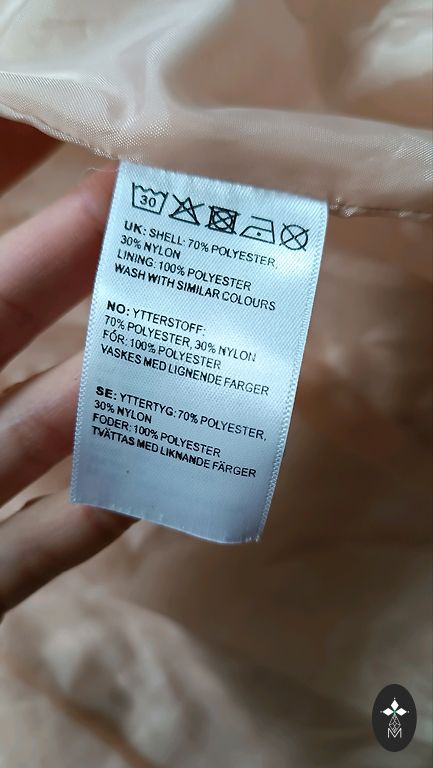 30
UK: SHELL: 70% POLYESTER,
30% NYLON
LINING: 100% POLYESTER
WASH WITH SIMILAR COLOURS
NO: YTTERSTOFF:
70% POLYESTER, 30% NYLON
FÓR: 100% POLYESTER
VASKES MED LIGNENDE FARGER
SE: YTTERTYG: 70% POLYESTER,
30% NYLON
FODER: 100% POLYESTER
TVÄTTAS MED LIKNANDE FÄRGER
M